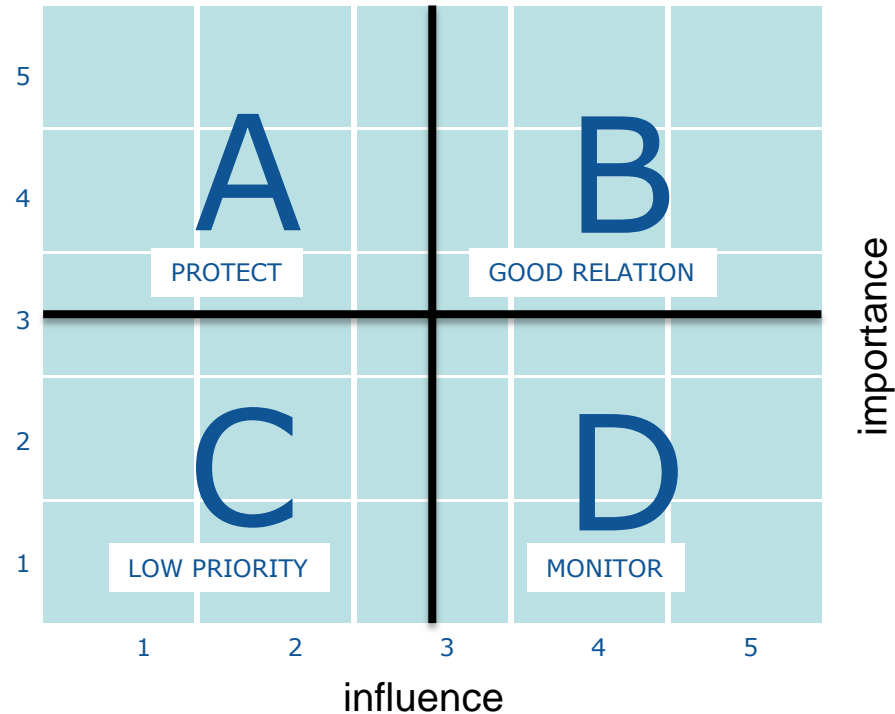 5
A
B
4
PROTECT
GOOD RELATION
3
importance
C
D
2
LOW PRIORITY
MONITOR
1
1 2 3 4 5
influence